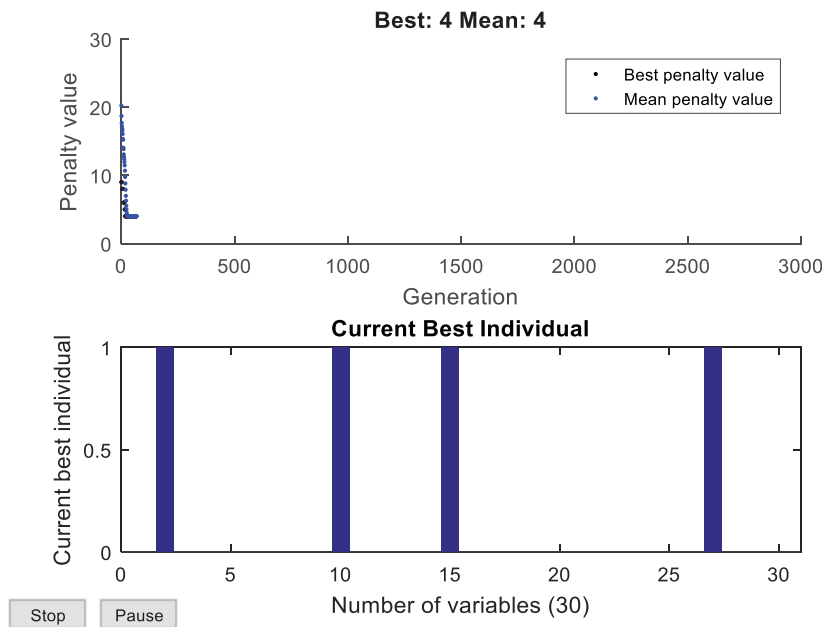 Best: 4 Mean: 4
30
20
10
0
Penalty value
Best penalty value
Mean penalty value
0 500 1000 1500 2000 2500 3000
Generation
Current Best Individual
1
0.5
0
Current best individual
0 5 10 15 20 25 30
Number of variables (30)
Stop Pause